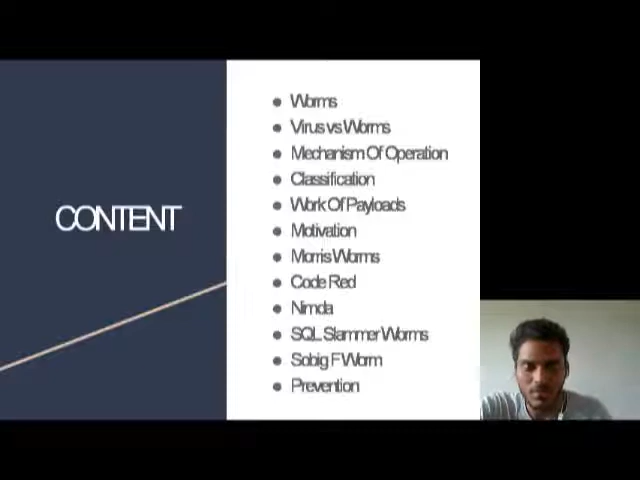 CONTENT
Worms
Virus vs Worms
Mechanism Of Operation
Classification
Work Of Payloads
Motivation
Morris Worms
Code Red
Nimda
SQL Slammer Worms
Sobig F Worm
Prevention